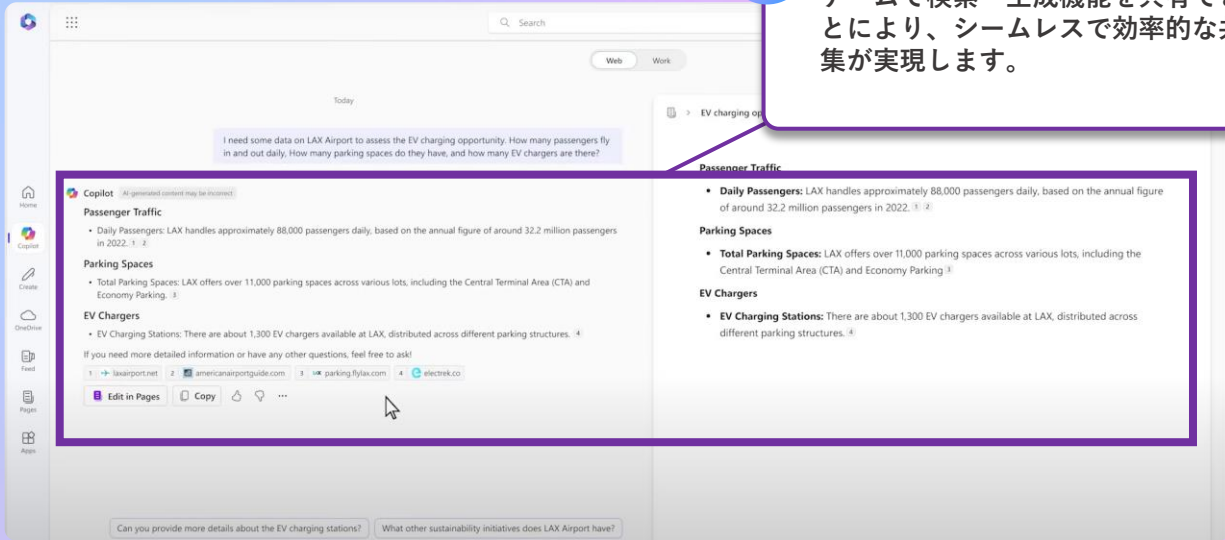 とにより、シームレスで効率的な
集が実現します。
Search
Web
Work
Today
I need some data on LAX Airport to assess the EV charging opportunity. How many passengers fly
in and out daily, How many parking spaces do they have, and how many EV chargers are there?
Copilot
AI-generated content may be incorrect
Passenger Traffic
• Daily Passengers: LAX handles approximately 88,000 passengers daily, based on the annual figure of around 32.2 million passengers
in 2022. 1 2
Parking Spaces
• Total Parking Spaces: LAX offers over 11,000 parking spaces across various lots, including the Central Terminal Area (CTA) and
Economy Parking. 3
EV Chargers
• EV Charging Stations: There are about 1,300 EV chargers available at LAX, distributed across different parking structures. 4
If you need more detailed information or have any other questions, feel free to ask!
1 laxairport.net 2 americanairportguide.com 3 LAX parking.flylax.com 4 electrek.co
Edit in Pages
Copy
...
Can you provide more details about the EV charging stations?
What other sustainability initiatives does LAX Airport have?
> EV charging op
Passenger Traffic
• Daily Passengers: LAX handles approximately 88,000 passengers daily, based on the annual figure
of around 32.2 million passengers in 2022. 1 2
Parking Spaces
• Total Parking Spaces: LAX offers over 11,000 parking spaces across various lots, including the
Central Terminal Area (CTA) and Economy Parking 3
EV Chargers
• EV Charging Stations: There are about 1,300 EV chargers available at LAX, distributed across
different parking structures. 4
Home
Copilot
Create
OneDrive
Feed
Pages
Apps